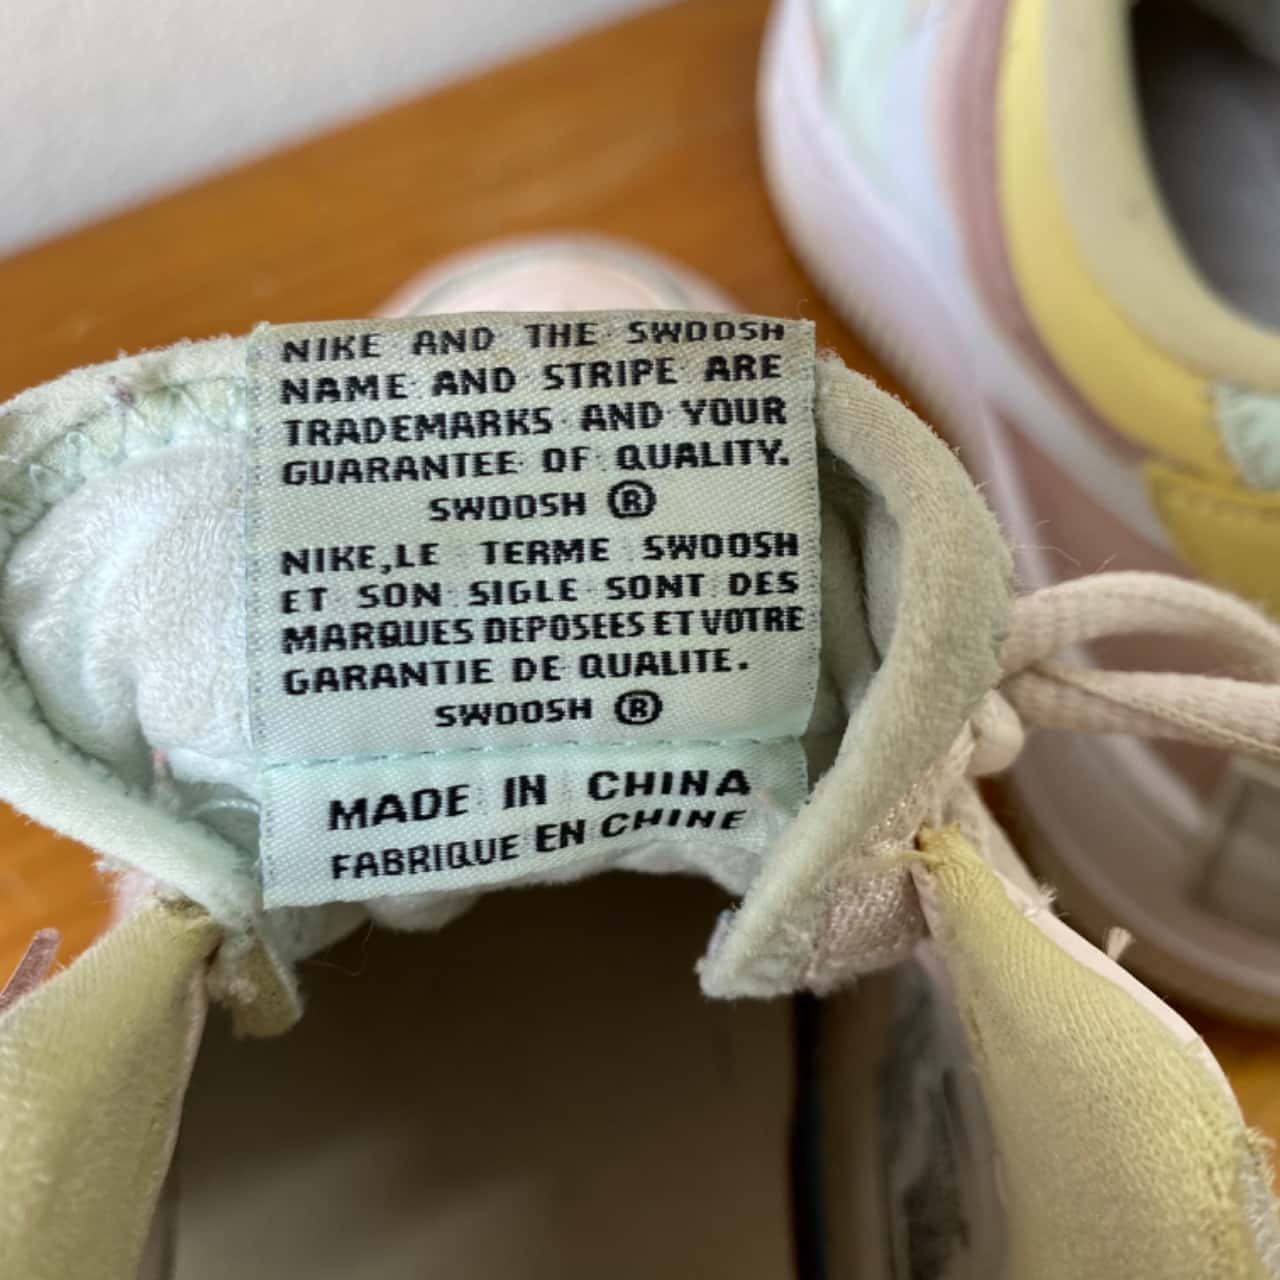 NIKE AND THE SWOOSH
NAME AND STRIPE ARE
TRADEMARKS AND YOUR
GUARANTEE OF QUALITY.
SWOOSH ®
NIKE,LE TERME SWOOSH
ET SON SIGLE SONT DES
MARQUES DEPOSEES ET VOTRE
GARANTIE DE QUALITE.
SWOOSH ®
MADE IN CHINA
FABRIQUE EN CHINE